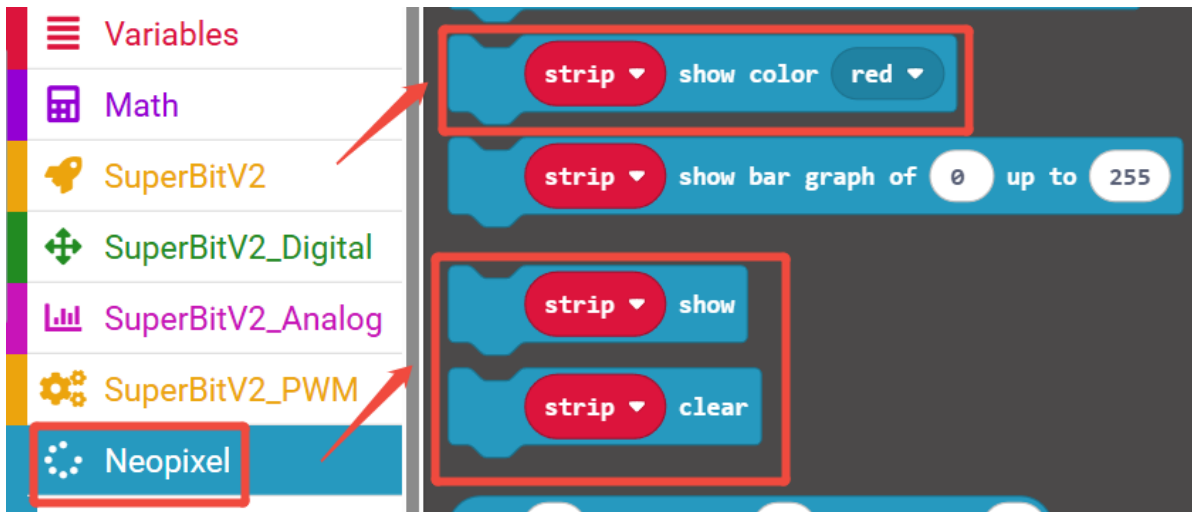 Variables
Math
SuperBitV2
SuperBitV2_Digital
SuperBitV2_Analog
SuperBitV2_PWM
Neopixel
strip show color red
strip show bar graph of 0 up to 255
strip show
strip clear